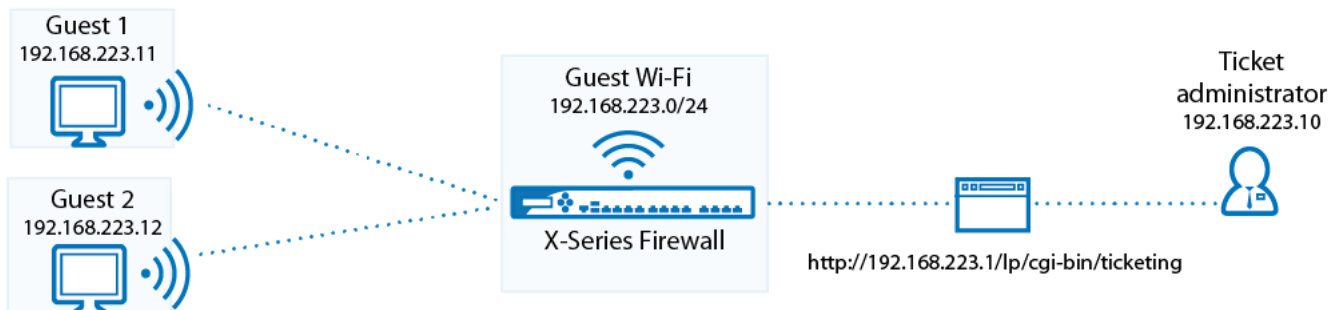 Guest 1
192.168.223.11
Guest 2
192.168.223.12
Guest Wi-Fi
192.168.223.0/24
X-Series Firewall
http://192.168.223.1/lp/cgi-bin/ticketing
Ticket
administrator
192.168.223.10